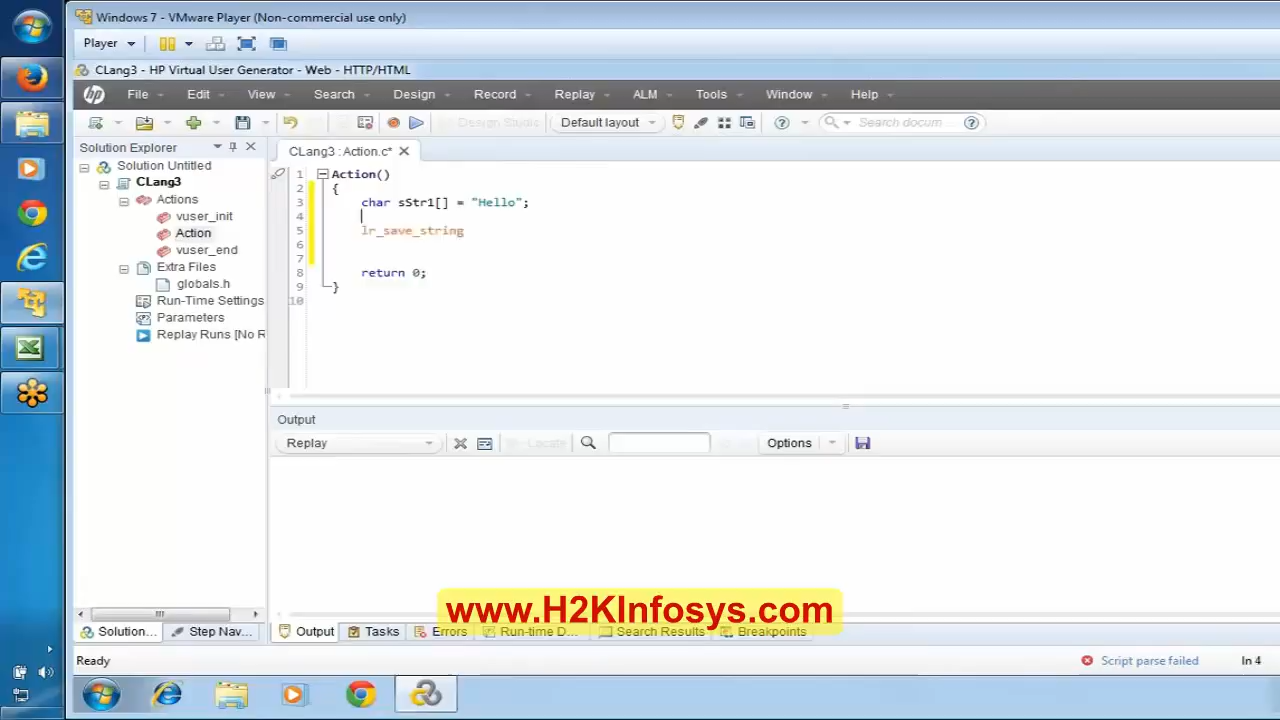 Windows 7 - VMware Player (Non-commercial use only)
Player
CLang3 - HP Virtual User Generator - Web - HTTP/HTML
hp File Edit View Search Design Record Replay ALM Tools Window Help
Design Studio Default layout Search docum
Solution Explorer
CLang3 : Action.c*
Solution Untitled
CLang3
Actions
vuser_init
Action
vuser_end
Extra Files
globals.h
Run-Time Settings
Parameters
Replay Runs [No R
1 Action()
2 {
3 char sStr1[] = "Hello";
4
5 lr_save_string
6
7
8 return 0;
9 }
10
Output
Replay Locate Options
www.H2KInfosys.com
Solution... Step Nav... Output Tasks Errors Run-time D... Search Results Breakpoints
Ready Script parse failed ln 4